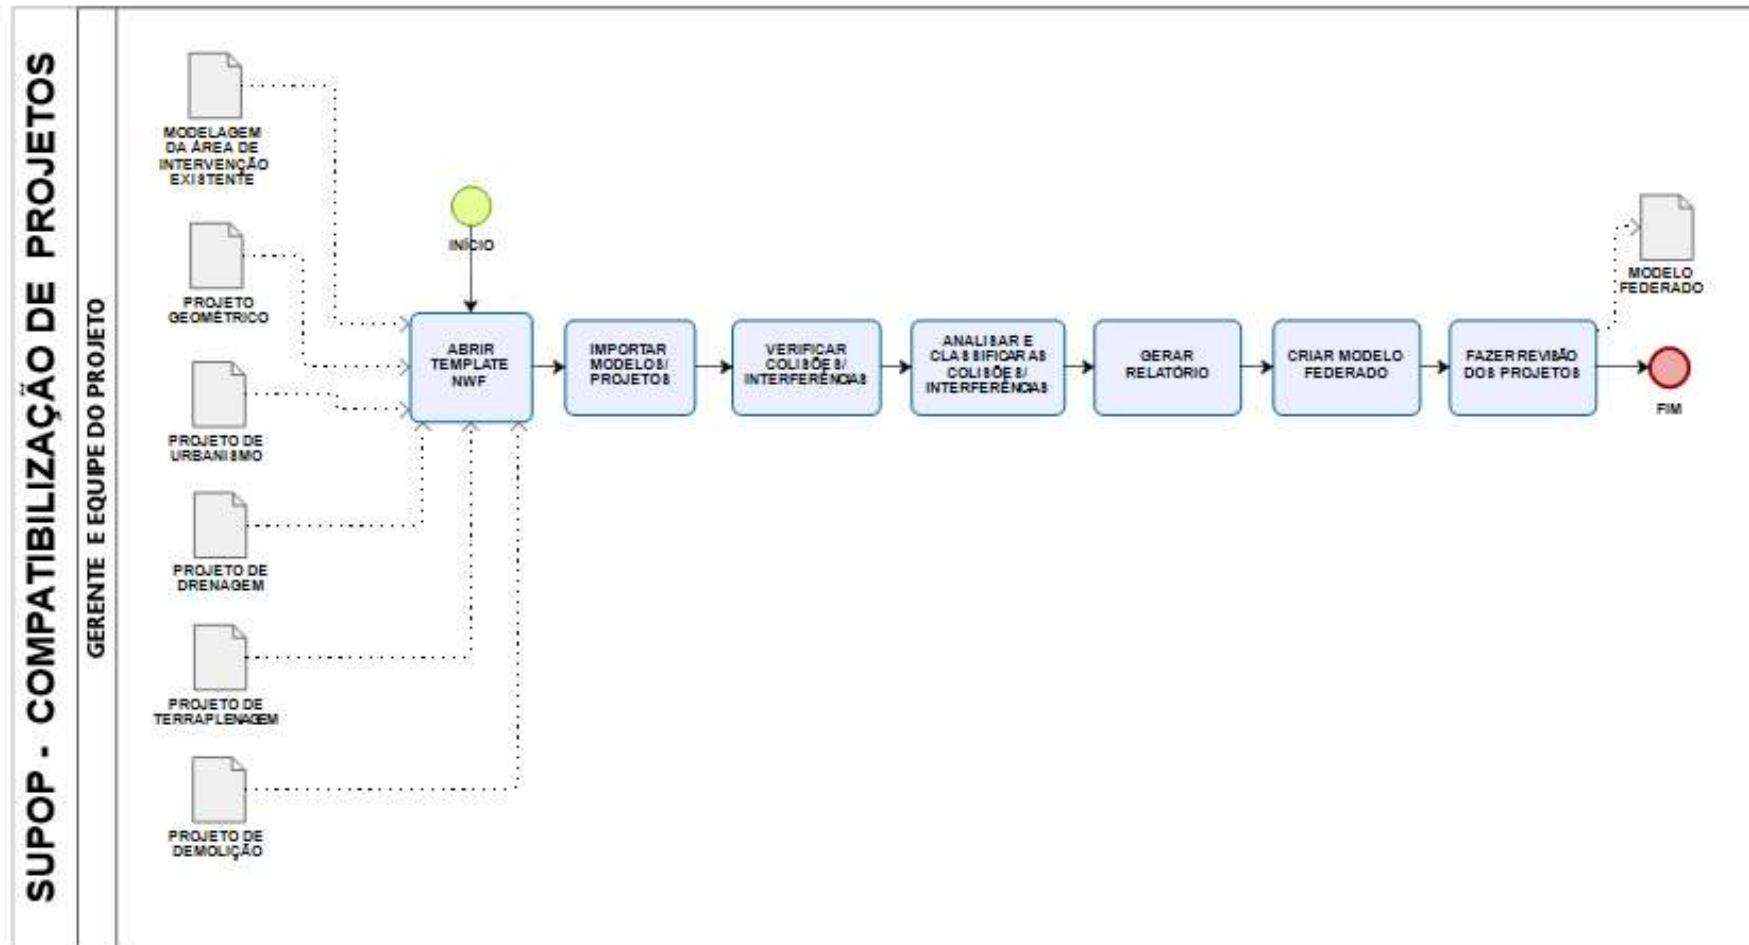 SUPOP - COMPATIBILIZAÇÃO DE PROJETOS
GERENTE E EQUIPE DO PROJETO
MODELAGEM
DA ÁREA DE
INTERVENÇÃO
EXISTENTE
PROJETO
GEOMÉTRICO
PROJETO DE
URBANISMO
PROJETO DE
DRENAGEM
PROJETO DE
TERRAPLENAGEM
PROJETO DE
DEMOLIÇÃO
INÍCIO
ABRIR
TEMPLATE
NWF
IMPORTAR
MODELOS/
PROJETOS
VERIFICAR
COLISÕES/
INTERFERÊNCIAS
ANALISAR E
CLASSIFICAR AS
COLISÕES/
INTERFERÊNCIAS
GERAR
RELATÓRIO
CRIAR MODELO
FEDERADO
FAZER REVISÃO
DOS PROJETOS
MODELO
FEDERADO
FIM